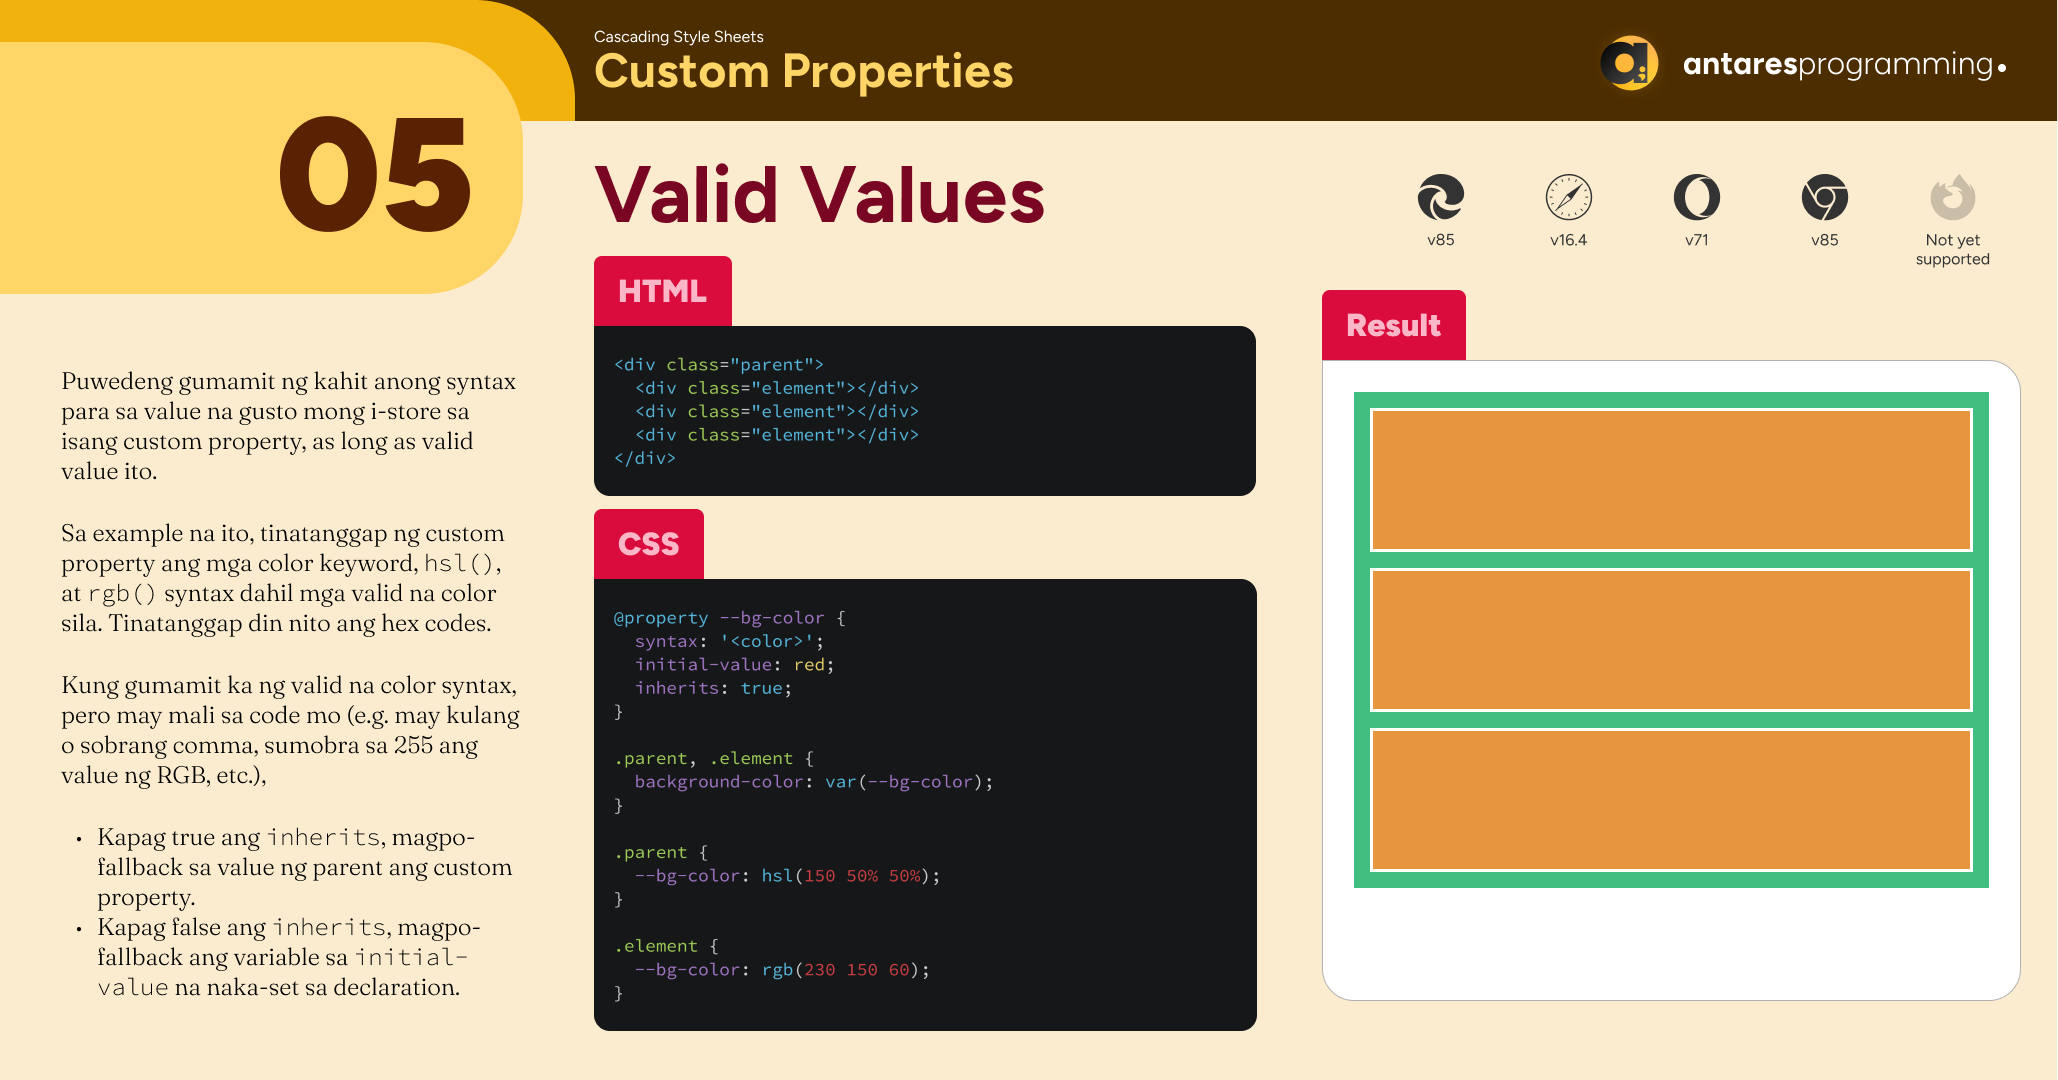 Cascading Style Sheets
Custom Properties
antaresprogramming.
05
Valid Values
v85
v16.4
v71
v85
Not yet
supported
Puwedeng gumamit ng kahit anong syntax
para sa value na gusto mong i-store sa
isang custom property, as long as valid
value ito.
Sa example na ito, tinatanggap ng custom
property ang mga color keyword, hsl(),
at rgb() syntax dahil mga valid na color
sila. Tinatanggap din nito ang hex codes.
Kung gumamit ka ng valid na color syntax,
pero may mali sa code mo (e.g. may kulang
o sobrang comma, sumobra sa 255 ang
value ng RGB, etc.),
• Kapag true ang inherits, magpo-
fallback sa value ng parent ang custom
property.
• Kapag false ang inherits, magpo-
fallback ang variable sa initial-
value na naka-set sa declaration.
HTML
<div class="parent">
  <div class="element"></div>
  <div class="element"></div>
  <div class="element"></div>
</div>
CSS
@property --bg-color {
  syntax: '<color>';
  initial-value: red;
  inherits: true;
}
.parent, .element {
  background-color: var(--bg-color);
}
.parent {
  --bg-color: hsl(150 50% 50%);
}
.element {
  --bg-color: rgb(230 150 60);
}
Result